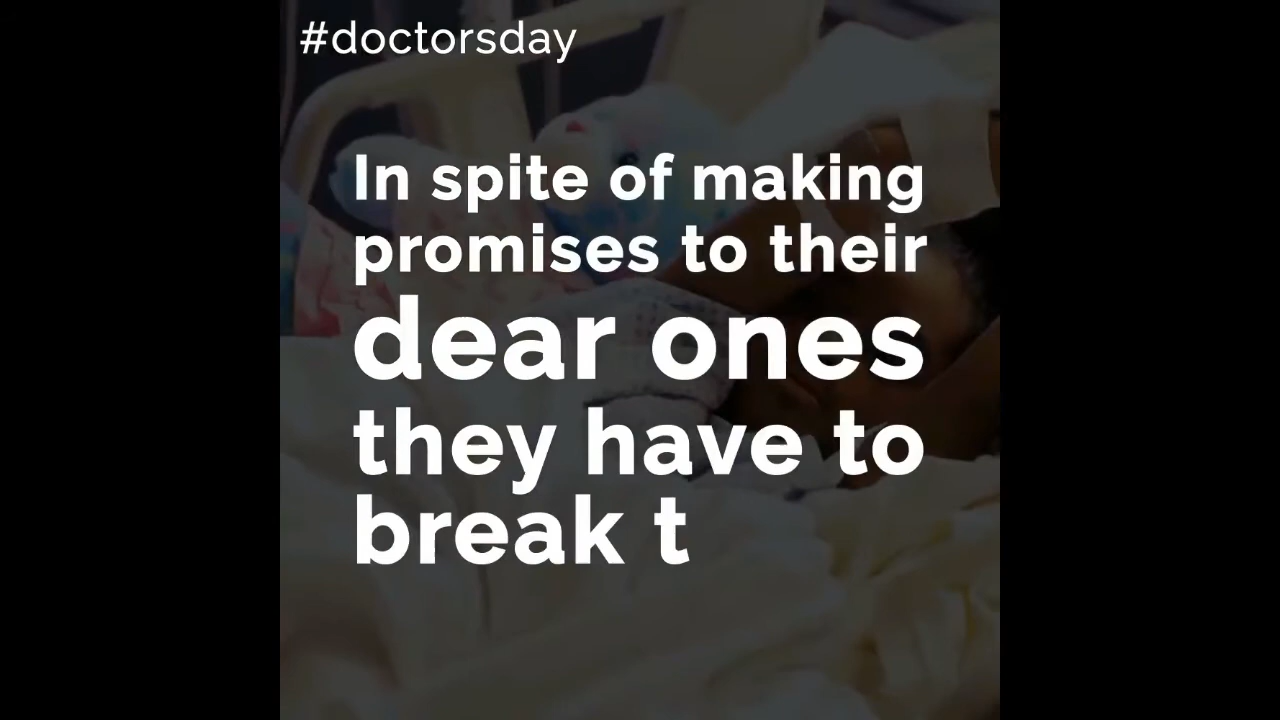 #doctorsday
In spite of making
promises to their
dear ones
they have to
break t